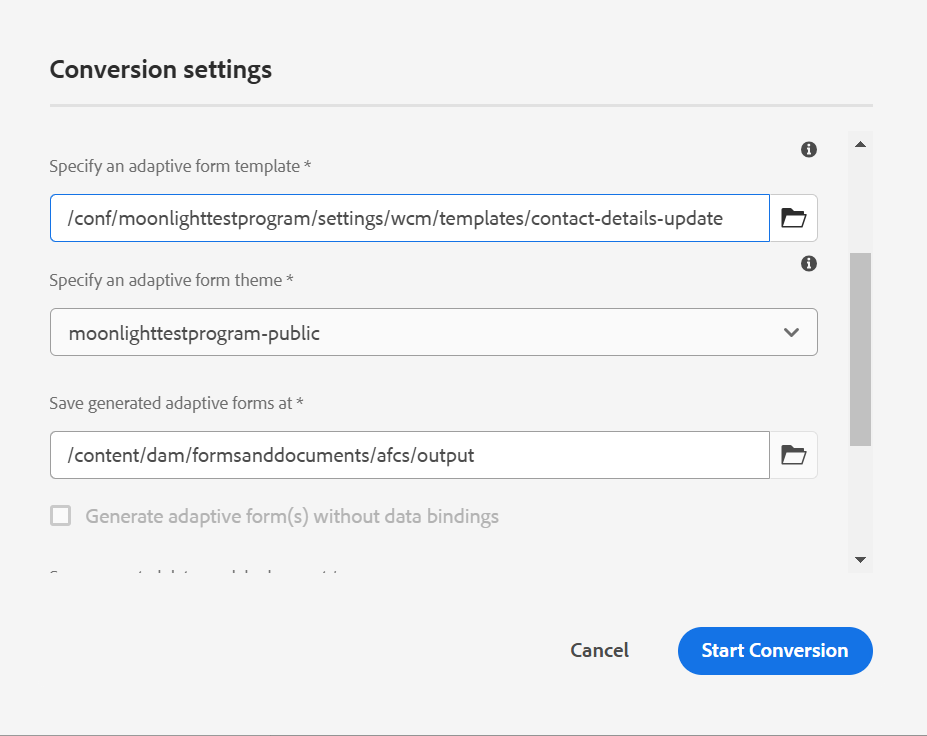 Conversion settings
Specify an adaptive form template *
/conf/moonlighttestprogram/settings/wcm/templates/contact-details-update
Specify an adaptive form theme *
moonlighttestprogram-public
Save generated adaptive forms at *
/content/dam/formsanddocuments/afcs/output
Generate adaptive form(s) without data bindings
Cancel
Start Conversion